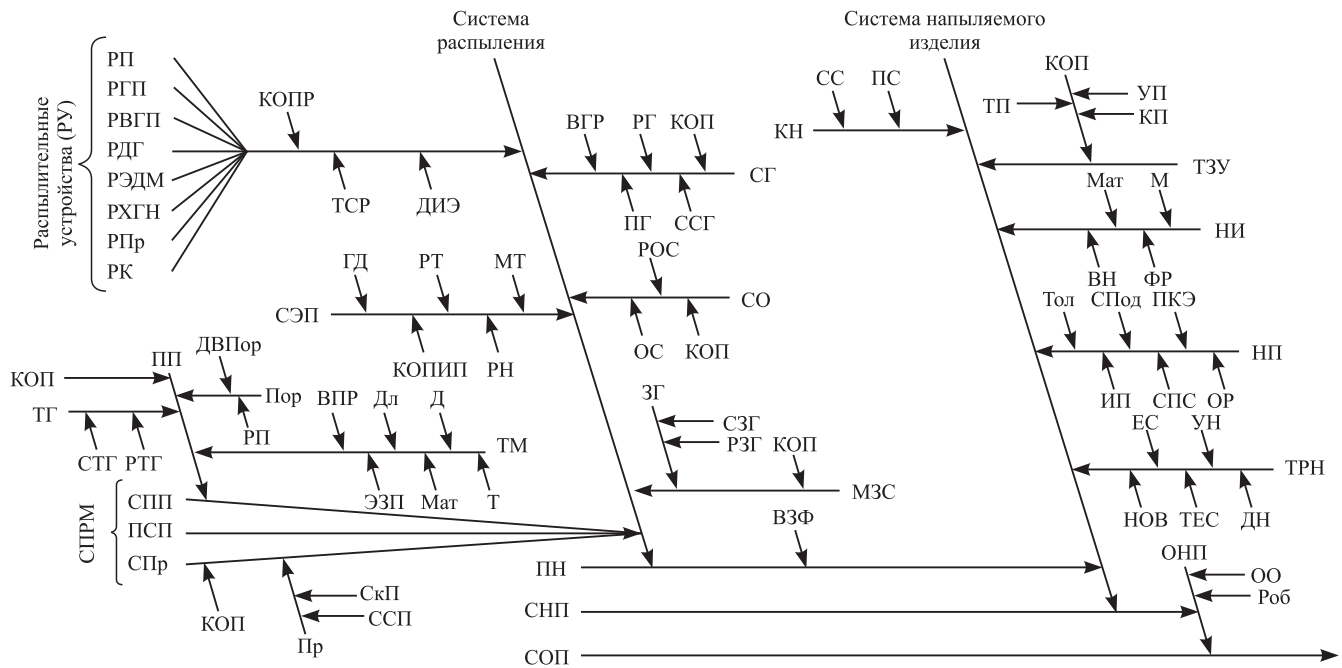 Система
распыления
Система напыляемого
изделия
Распылительные
устройства (РУ)
РП
РГП
РВГП
РДГ
РЭДМ
РХГН
РПр
РК
КОПР
ТСР
ДИЭ
ВГР
РГ
КОП
СГ
ПГ
ССГ
СС
ПС
КН
КОП
ТП
УП
КП
ТЗУ
Мат
М
НИ
ВН
ФР
ГД
РТ
МТ
СЭП
КОПИП
РН
РОС
СО
ОС
КОП
Тол
СПод
ПКЭ
НП
ИП
СПС
ОР
ПП
КОП
ДВПор
Пор
РП
ТГ
СТГ
РТГ
ВПР
Дл
Д
ТМ
ЭЗП
Мат
Т
ЗГ
СЗГ
РЗГ
КОП
МЗС
ЕС
УН
ТРН
НОВ
ТЕС
ДН
СПРМ
СПП
ПСП
СПр
КОП
СкП
ССП
Пр
ВЗФ
ПН
ОНП
ОО
Роб
СНП
СОП